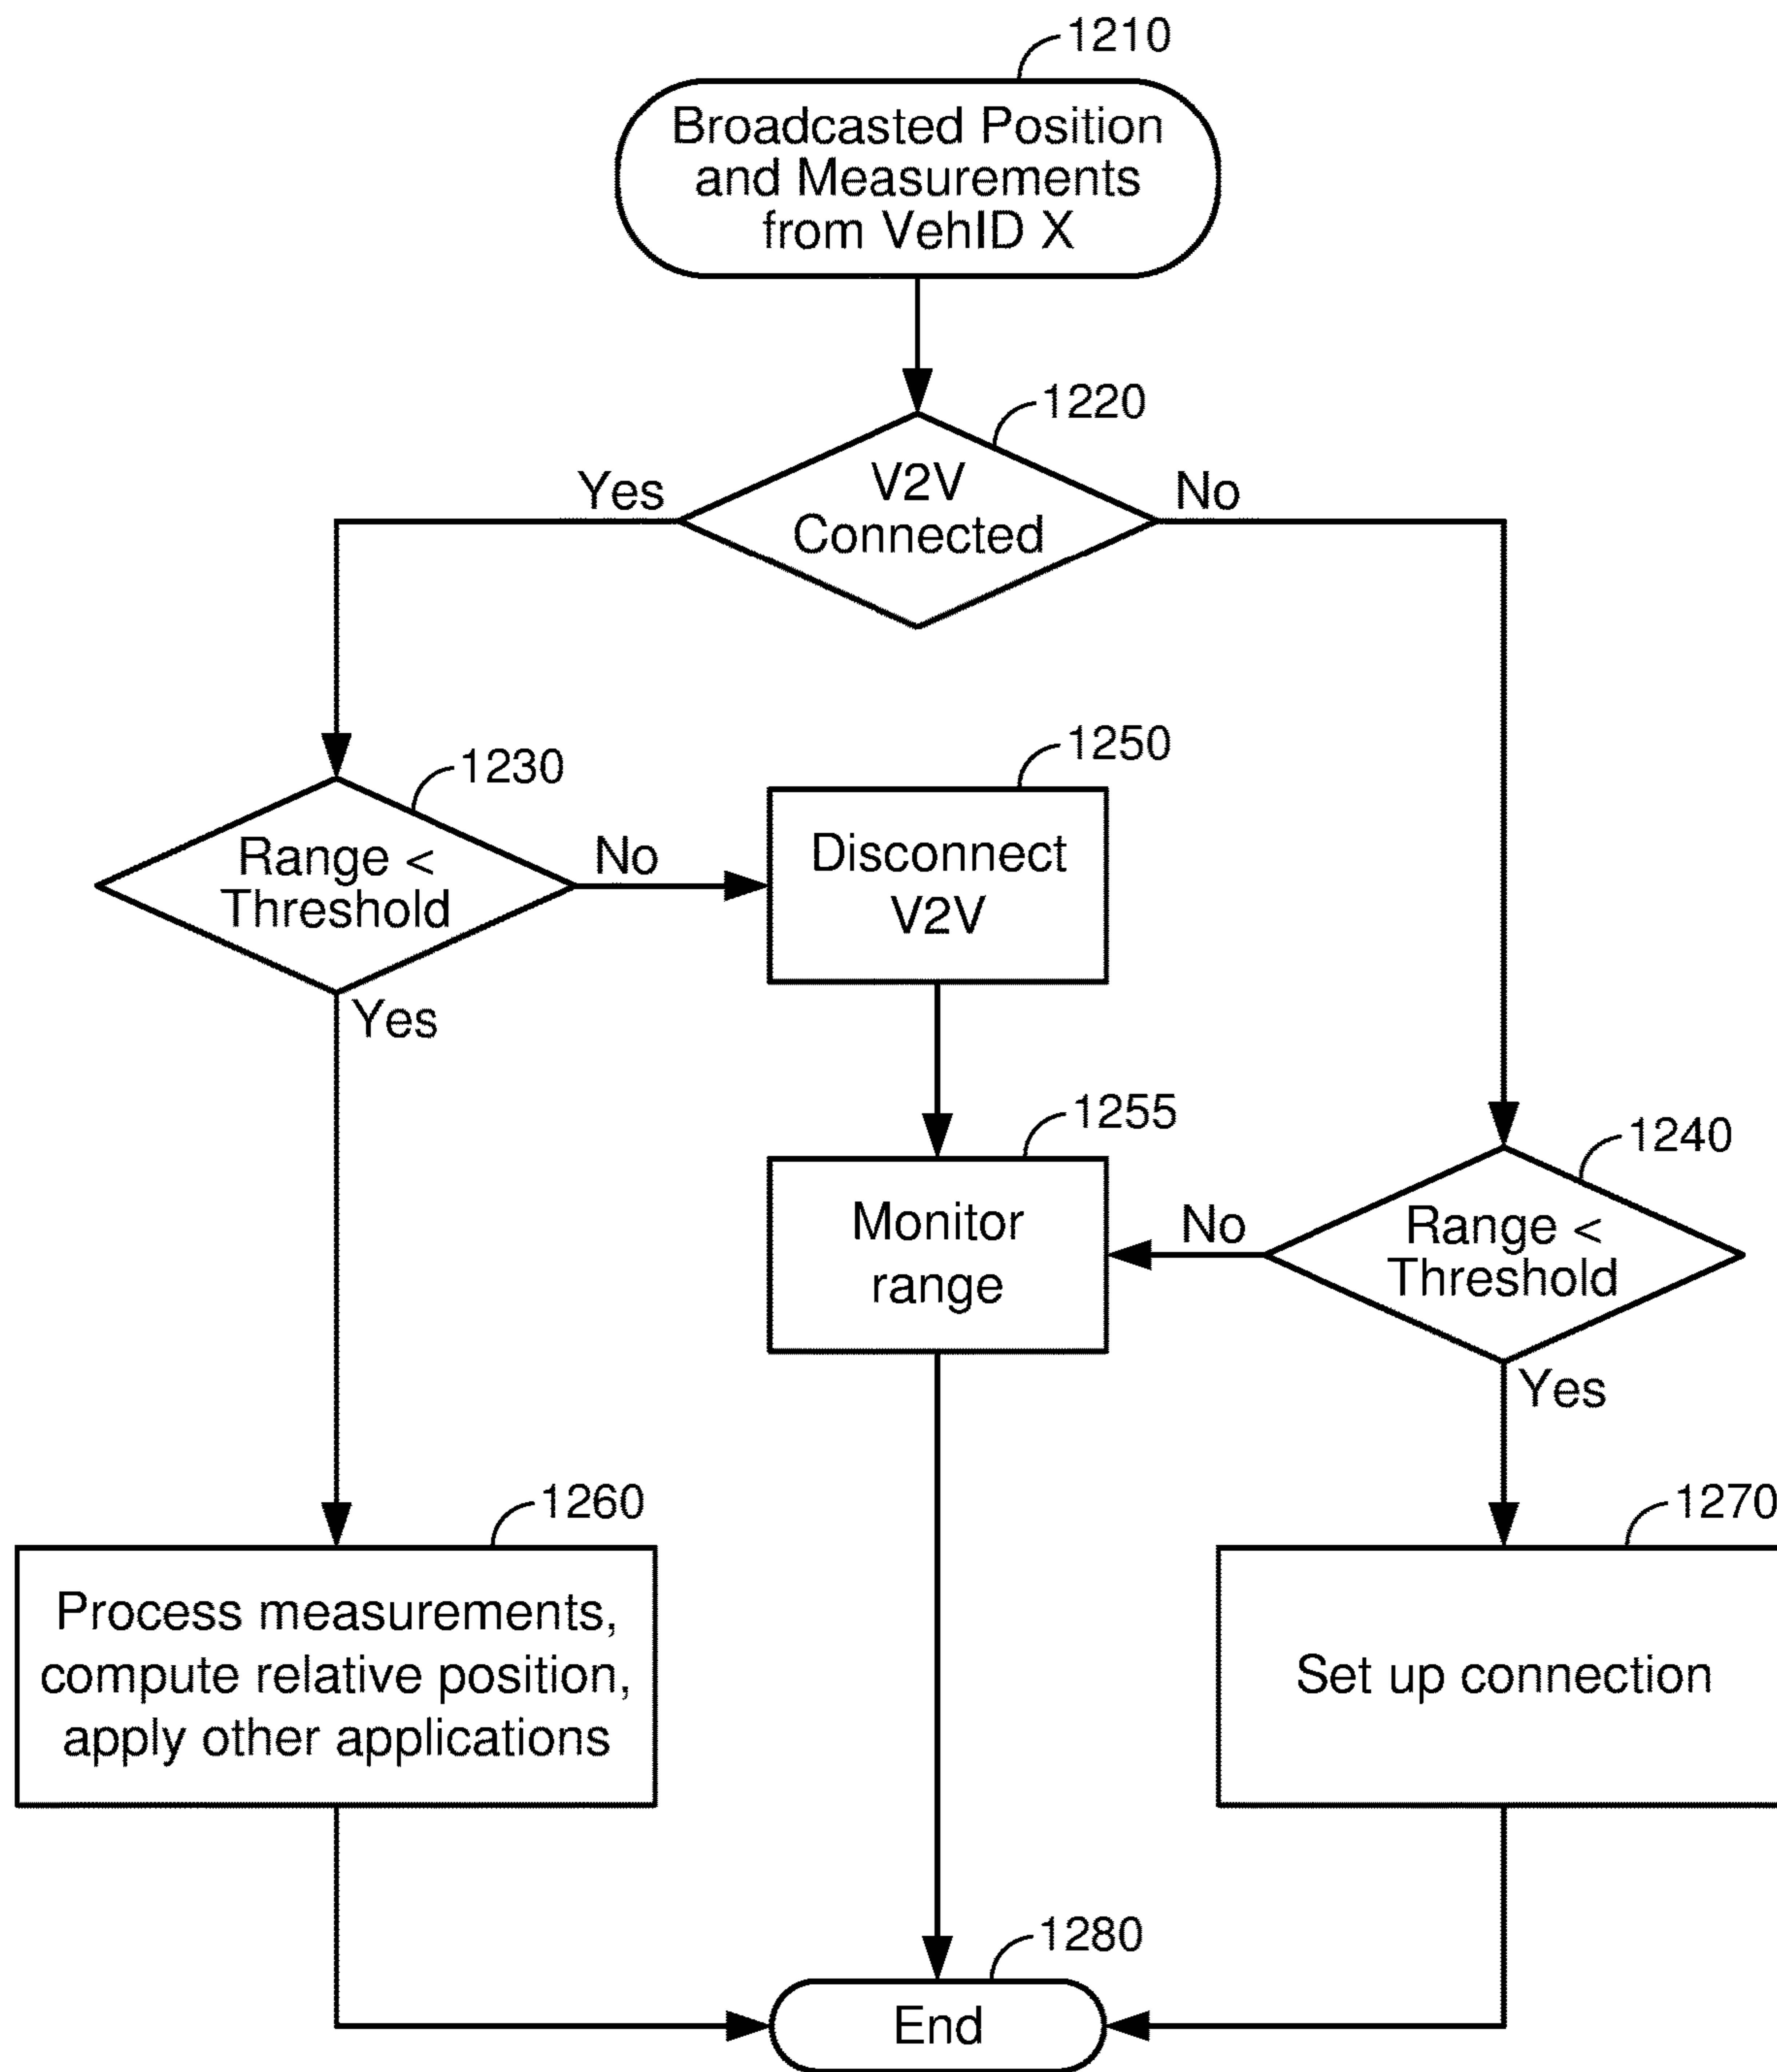 1210
Broadcasted Position
and Measurements
from VehID X
1220
Yes
V2V
Connected
No
1230
Range <
Threshold
No
Yes
1250
Disconnect
V2V
1255
Monitor
range
1240
No
Range <
Threshold
Yes
1260
Process measurements,
compute relative position,
apply other applications
1270
Set up connection
1280
End